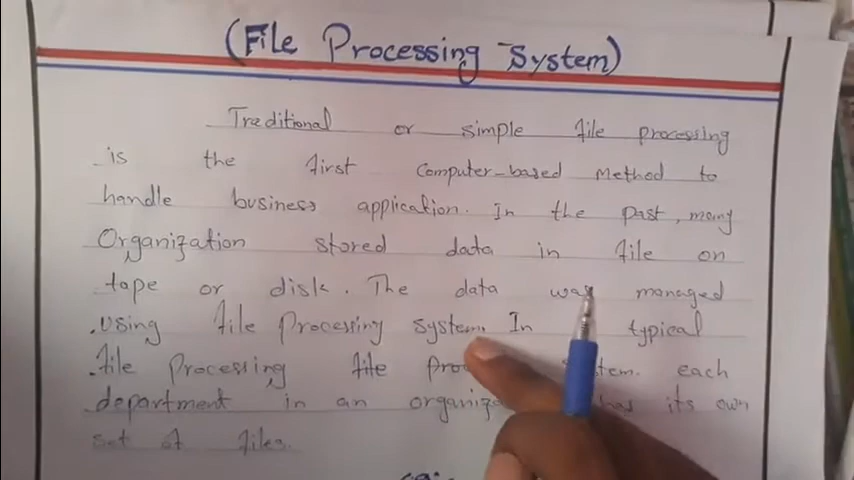 (File Processing System)
Traditional or simple file processing
is the first computer-based method to
handle business application. In the past, many
Organization stored data in file on
tape or disk. The data was managed
using file processing system. In typical
file processing file system. each
department in an has its own
set of files.